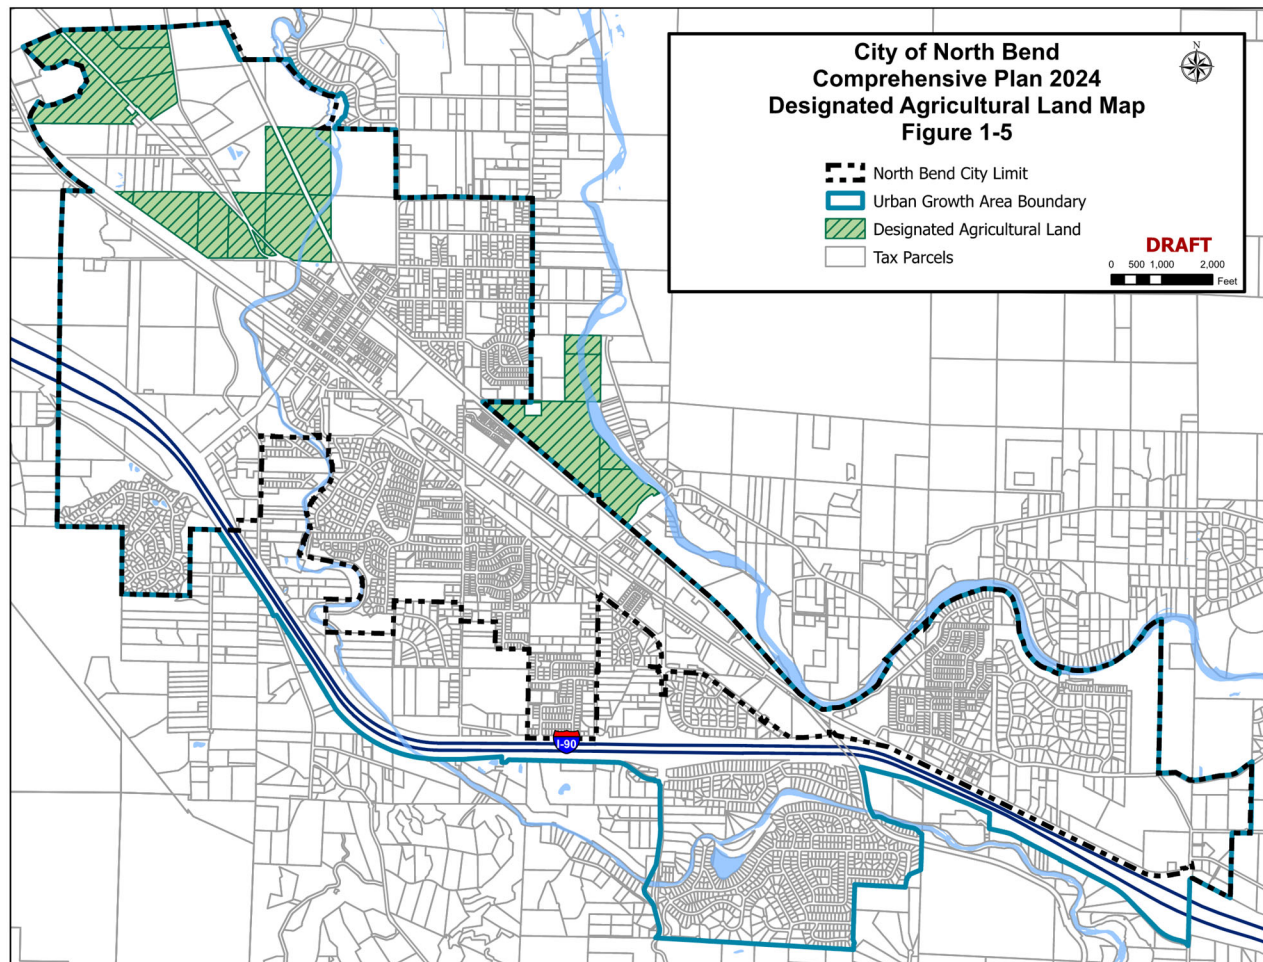 City of North Bend
Comprehensive Plan 2024
Designated Agricultural Land Map
Figure 1-5
N
North Bend City Limit
Urban Growth Area Boundary
Designated Agricultural Land
Tax Parcels
DRAFT
0 500 1,000 2,000
Feet
I-90